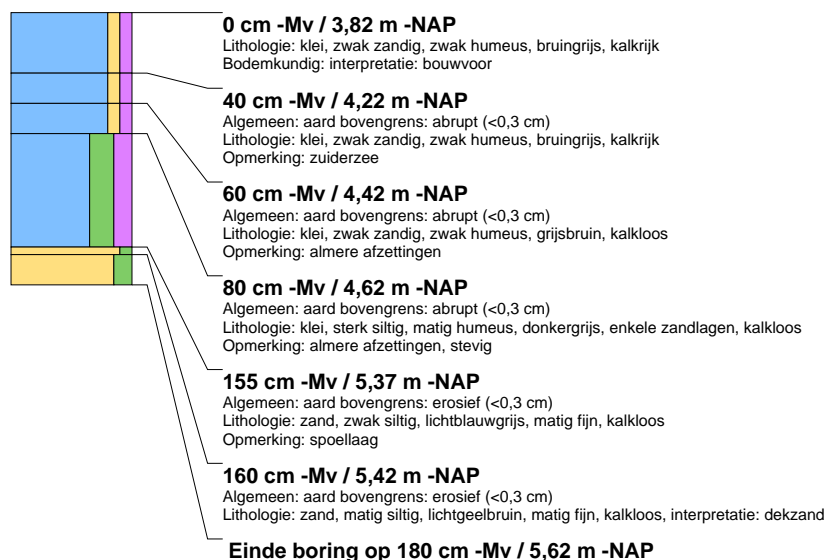 0 cm -Mv / 3,82 m -NAP
Lithologie: klei, zwak zandig, zwak humeus, bruingrijs, kalkrijk
Bodemkundig: interpretatie: bouwvoor
40 cm -Mv / 4,22 m -NAP
Algemeen: aard bovengrens: abrupt (<0,3 cm)
Lithologie: klei, zwak zandig, zwak humeus, bruingrijs, kalkrijk
Opmerking: zuiderzee
60 cm -Mv / 4,42 m -NAP
Algemeen: aard bovengrens: abrupt (<0,3 cm)
Lithologie: klei, zwak zandig, zwak humeus, grijsbruin, kalkloos
Opmerking: almere afzettingen
80 cm -Mv / 4,62 m -NAP
Algemeen: aard bovengrens: abrupt (<0,3 cm)
Lithologie: klei, sterk siltig, matig humeus, donkergrijs, enkele zandlagen, kalkloos
Opmerking: almere afzettingen, stevig
155 cm -Mv / 5,37 m -NAP
Algemeen: aard bovengrens: erosief (<0,3 cm)
Lithologie: zand, zwak siltig, lichtblauwgrijs, matig fijn, kalkloos
Opmerking: spoellaag
160 cm -Mv / 5,42 m -NAP
Algemeen: aard bovengrens: erosief (<0,3 cm)
Lithologie: zand, matig siltig, lichtgeelbruin, matig fijn, kalkloos, interpretatie: dekzand
Einde boring op 180 cm -Mv / 5,62 m -NAP